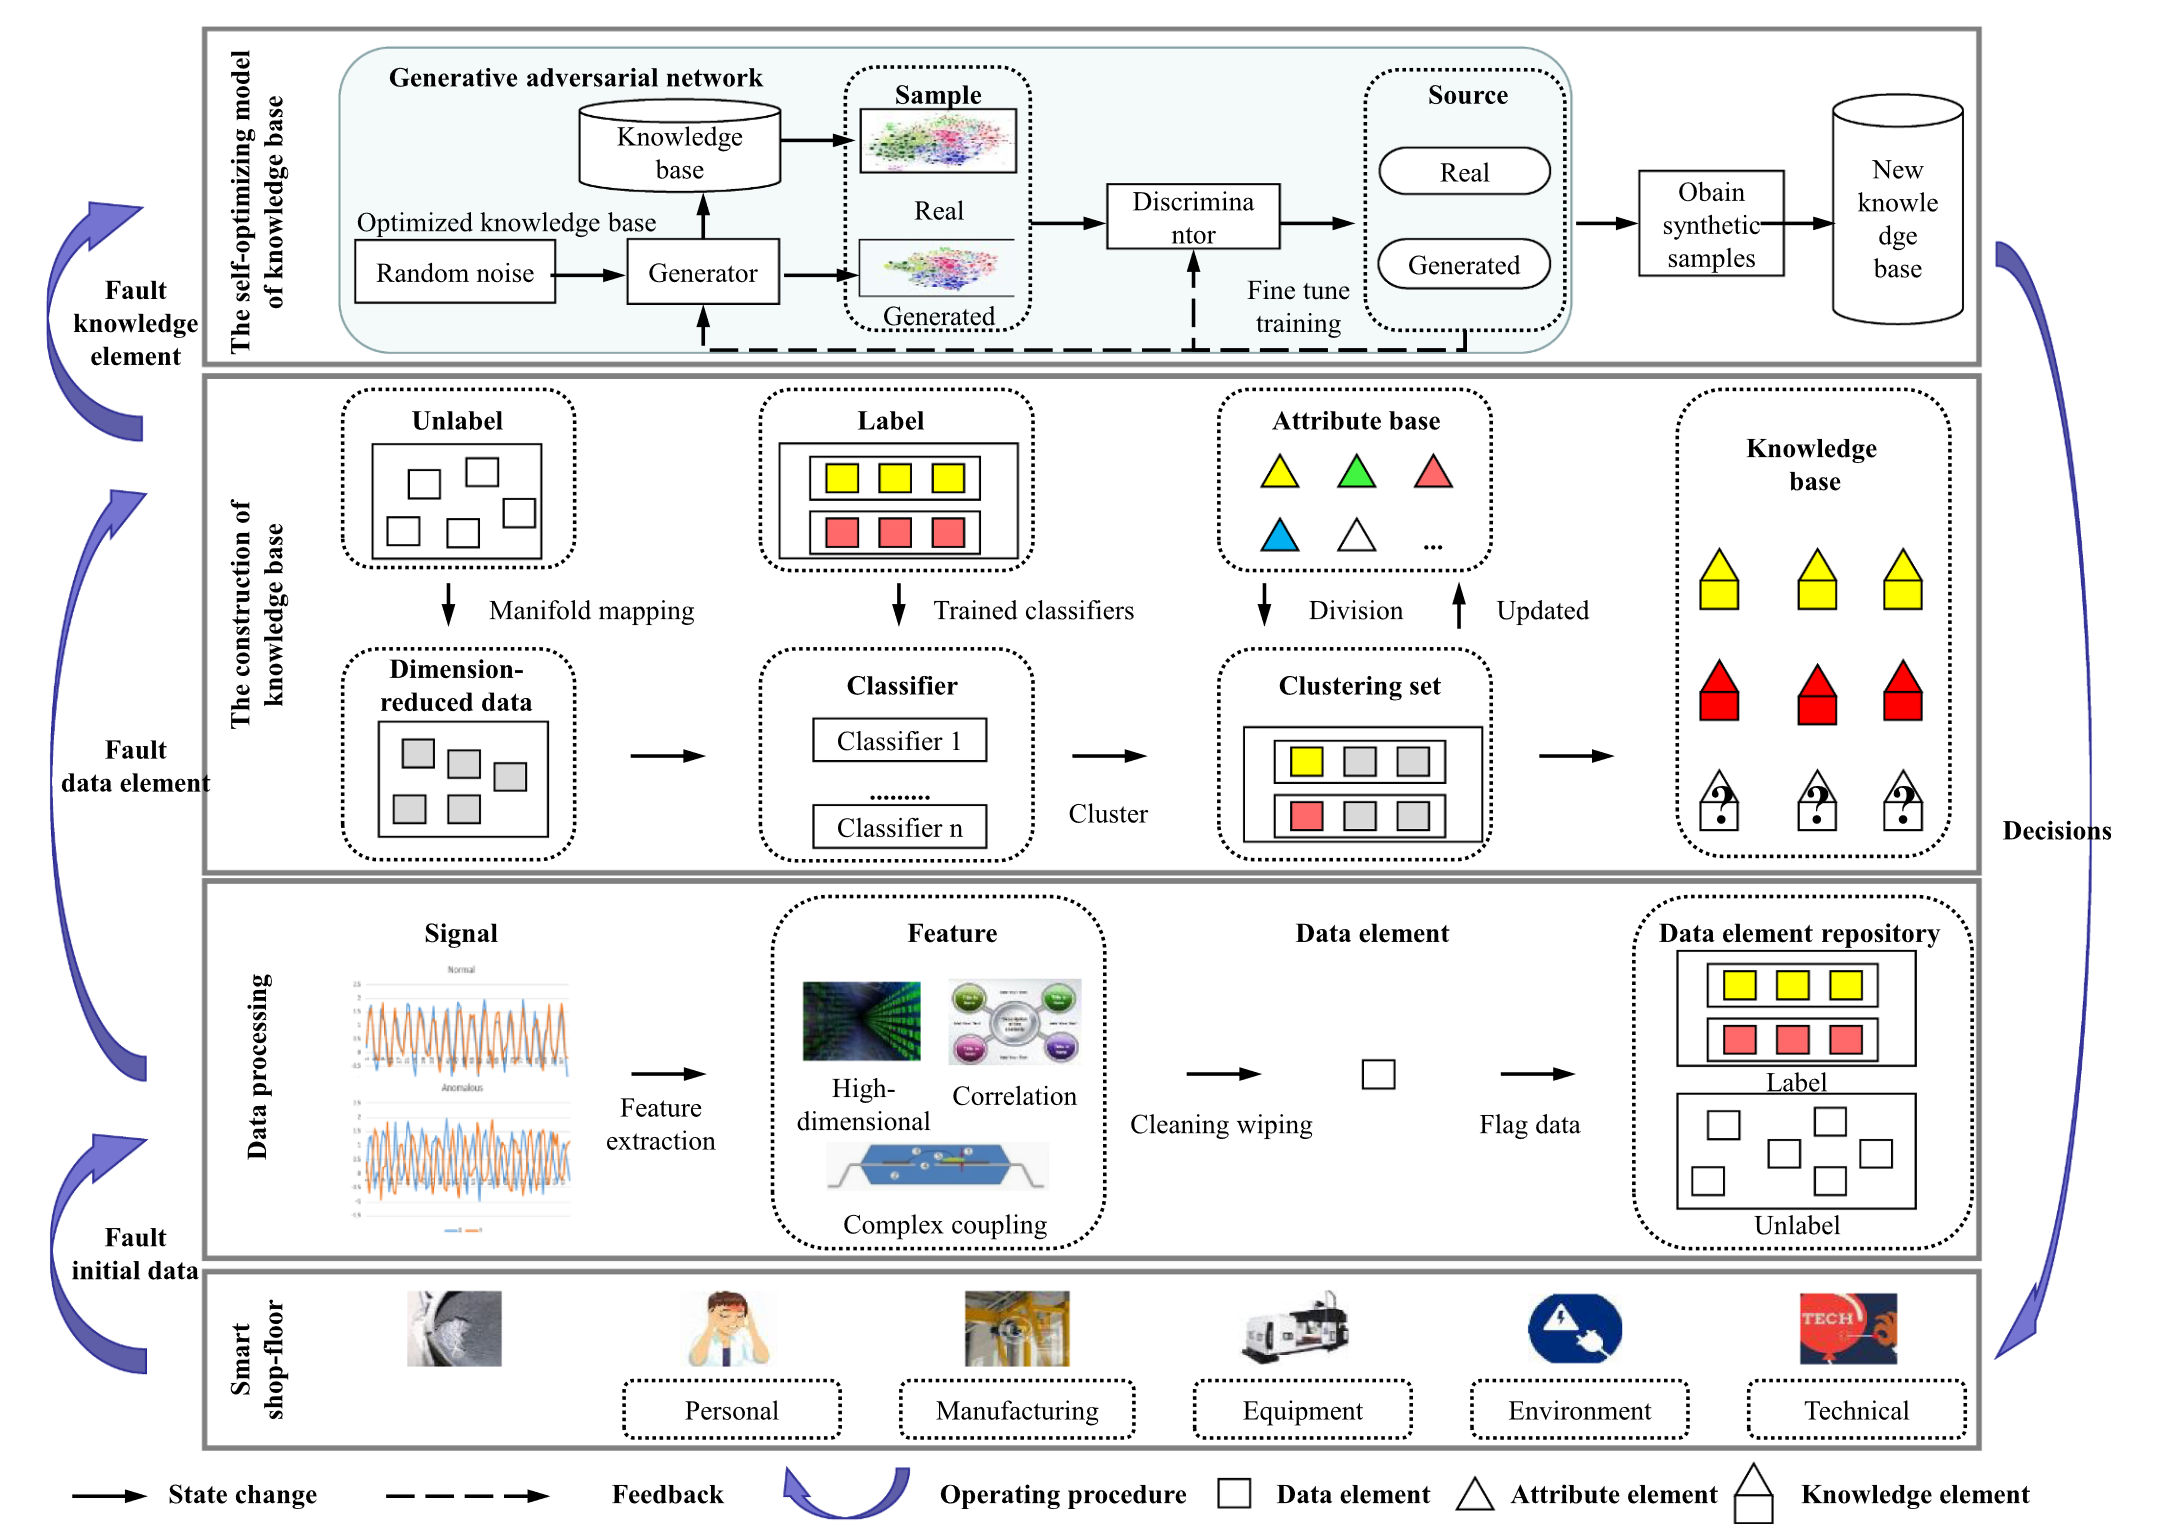 The self-optimizing model
of knowledge base
Generative adversarial network
Knowledge
base
Optimized knowledge base
Random noise
Generator
Sample
Real
Generated
Discrimina
ntor
Fine tune
training
Source
Real
Generated
Obain
synthetic
samples
New
knowle
dge
base
Fault
knowledge
element
The construction of
knowledge base
Unlabel
Manifold mapping
Dimension-
reduced data
Label
Trained classifiers
Classifier
Classifier 1
.........
Classifier n
Cluster
Attribute base
...
Division
Updated
Clustering set
Knowledge
base
?
?
?
Fault
data element
Decisions
Data processing
Signal
Normal
Anomalous
Feature
extraction
Feature
High-
dimensional
Correlation
Complex coupling
Cleaning wiping
Data element
Flag data
Data element repository
Label
Unlabel
Fault
initial data
Smart
shop-floor
TECH
Personal
Manufacturing
Equipment
Environment
Technical
State change
Feedback
Operating procedure
Data element
Attribute element
Knowledge element